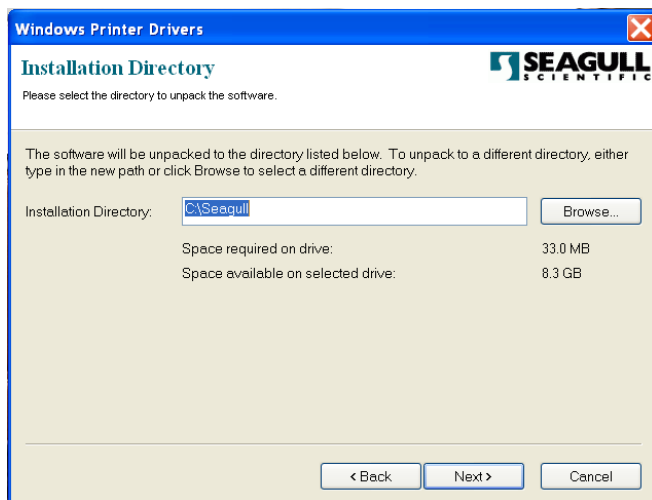 Windows Printer Drivers
Installation Directory
SEAGULL
SCIENTIFIC
Please select the directory to unpack the software.
The software will be unpacked to the directory listed below. To unpack to a different directory, either
type in the new path or click Browse to select a different directory.
Installation Directory: C:\Seagull Browse...
Space required on drive: 33.0 MB
Space available on selected drive: 8.3 GB
< Back Next > Cancel